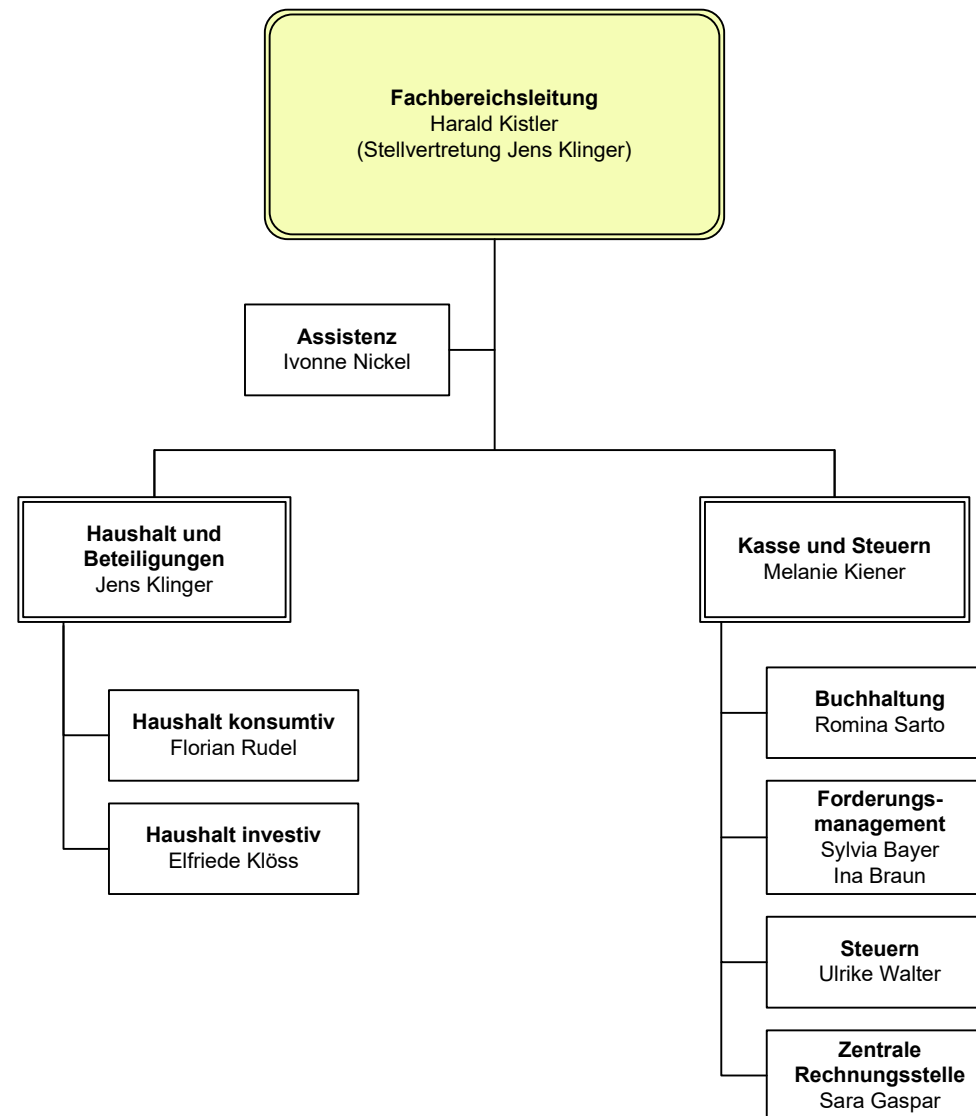 Fachbereichsleitung
Harald Kistler
(Stellvertretung Jens Klinger)
Assistenz
Ivonne Nickel
Haushalt und
Beteiligungen
Jens Klinger
Haushalt konsumtiv
Florian Rudel
Haushalt investiv
Elfriede Klöss
Kasse und Steuern
Melanie Kiener
Buchhaltung
Romina Sarto
Forderungs-
management
Sylvia Bayer
Ina Braun
Steuern
Ulrike Walter
Zentrale
Rechnungsstelle
Sara Gaspar